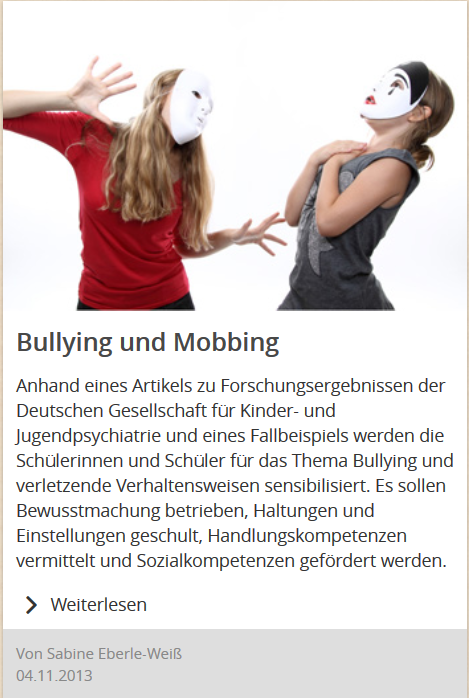 Bullying und Mobbing
Anhand eines Artikels zu Forschungsergebnissen der
Deutschen Gesellschaft für Kinder- und
Jugendpsychiatrie und eines Fallbeispiels werden die
Schülerinnen und Schüler für das Thema Bullying und
verletzende Verhaltensweisen sensibilisiert. Es sollen
Bewusstmachung betrieben, Haltungen und
Einstellungen geschult, Handlungskompetenzen
vermittelt und Sozialkompetenzen gefördert werden.
Weiterlesen
Von Sabine Eberle-Weiß
04.11.2013